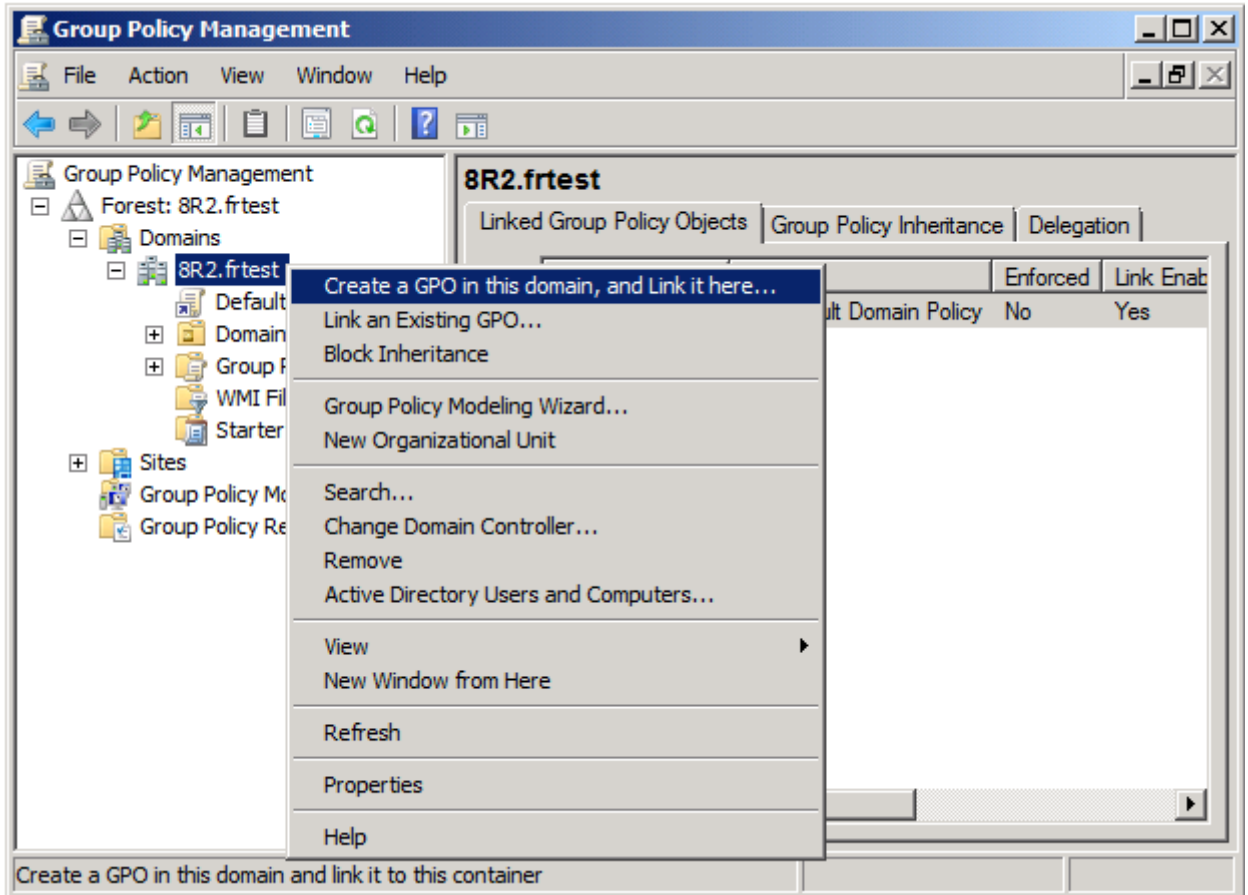 Group Policy Management
File Action View Window Help
Group Policy Management
Forest: 8R2.frtest
Domains
8R2.frtest
Default
Domain
Group
WMI Fil
Starter
Sites
Group Policy Mo
Group Policy Re
8R2.frtest
Linked Group Policy Objects Group Policy Inheritance Delegation
Enforced Link Enab
ult Domain Policy No Yes
Create a GPO in this domain, and Link it here...
Link an Existing GPO...
Block Inheritance
Group Policy Modeling Wizard...
New Organizational Unit
Search...
Change Domain Controller...
Remove
Active Directory Users and Computers...
View
New Window from Here
Refresh
Properties
Help
Create a GPO in this domain and link it to this container